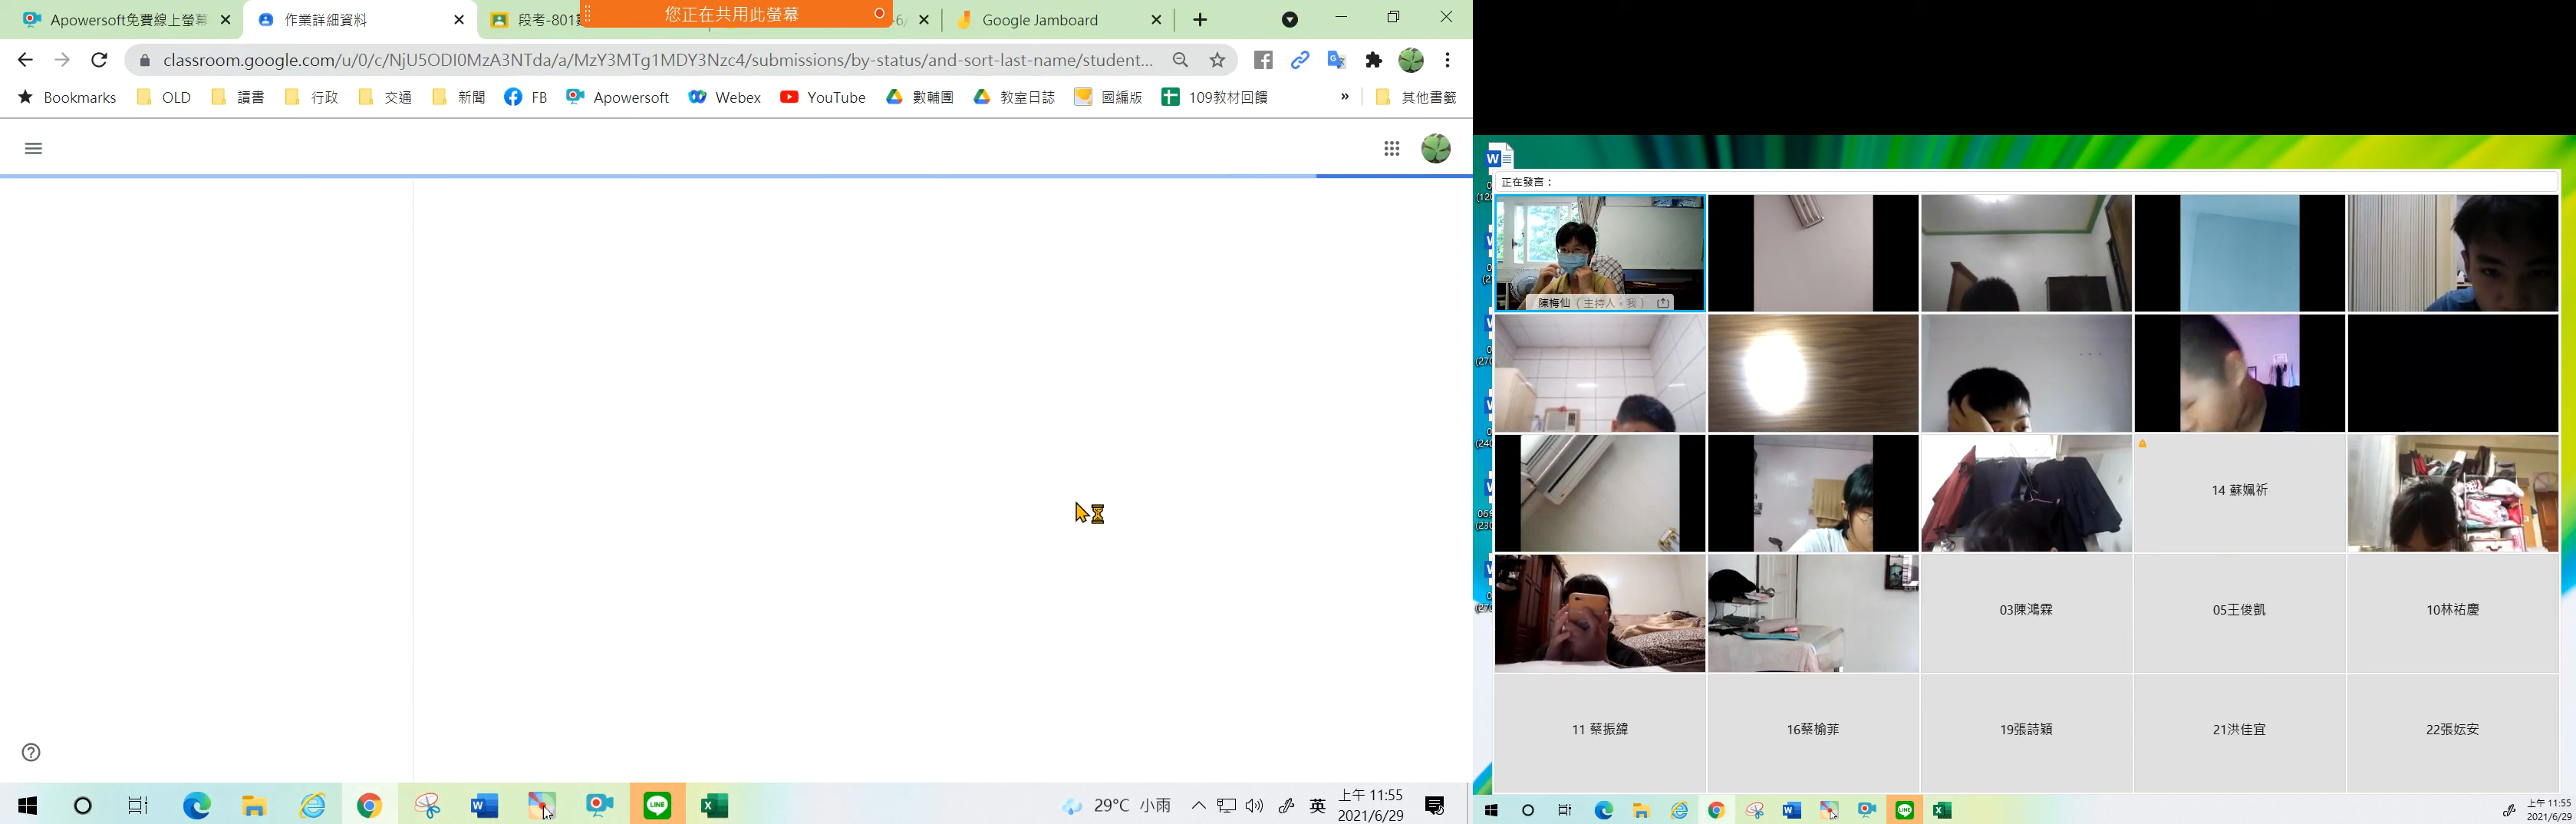 Apowersoft免費線上螢幕
作業詳細資料
段考-801
您正在共用此螢幕
Google Jamboard
classroom.google.com/u/0/c/NjU5ODI0MzA3NTda/a/MzY3MTg1MDY3Nzc4/submissions/by-status/and-sort-last-name/student...
Bookmarks OLD 讀書 行政 交通 新聞 FB Apowersoft Webex YouTube 數輔團 教室日誌 國編版 109教材回饋 » 其他書籤
29°C 小雨
英
上午 11:55
2021/6/29
正在發言：
陳梅仙（主持人，我）
14 蘇姵祈
03陳鴻霖
05王俊凱
10林祐慶
11 蔡振緯
16蔡榆菲
19張詩穎
21洪佳宜
22張妘安
上午 11:55
2021/6/29